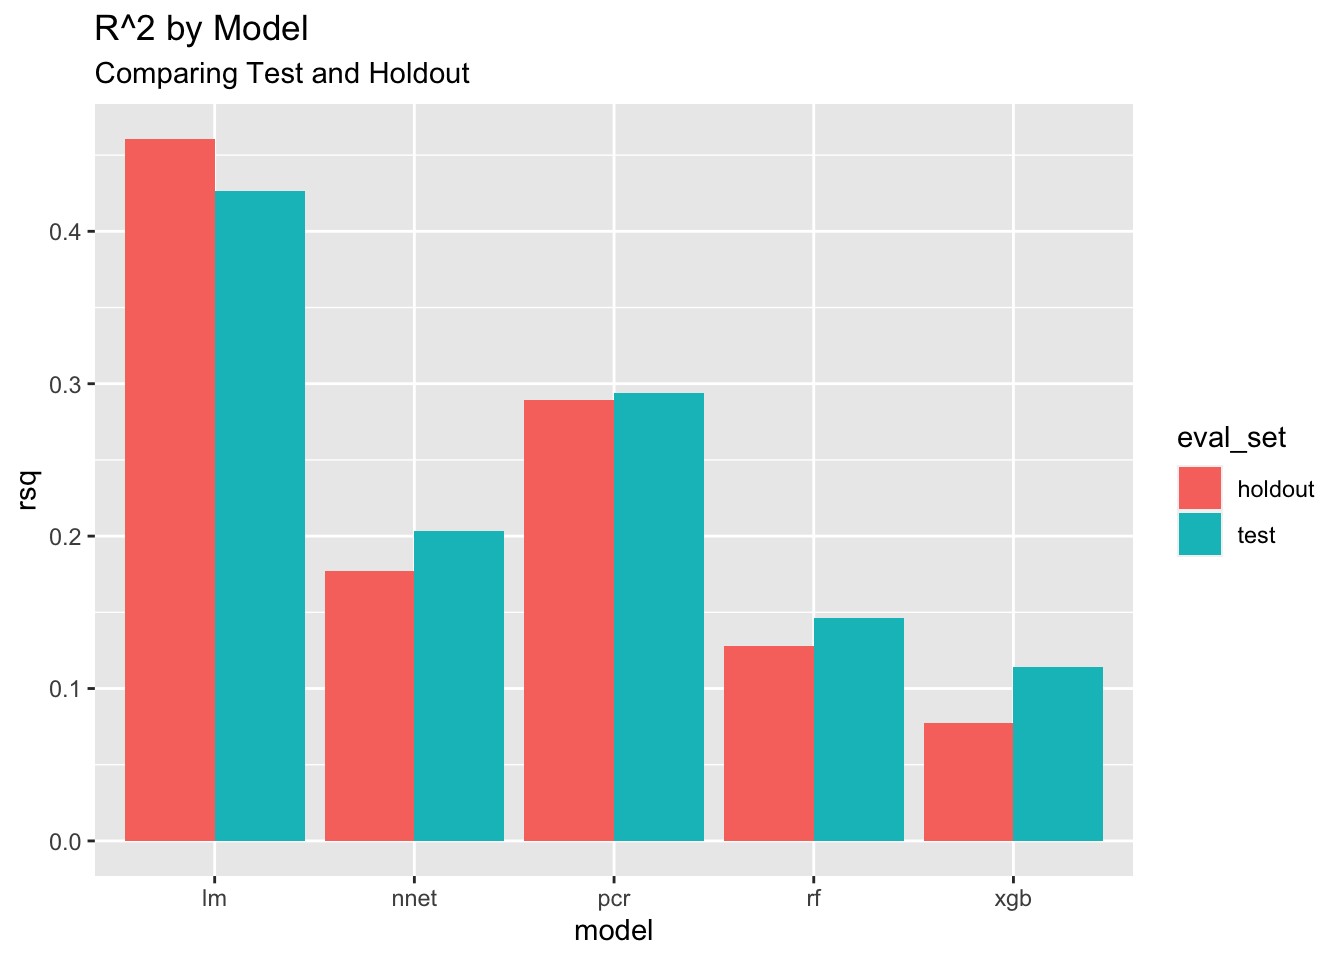 R^2 by Model
Comparing Test and Holdout
0.4
0.3
0.2
0.1
0.0
rsq
lm
nnet
pcr
rf
xgb
model
eval_set
holdout
test